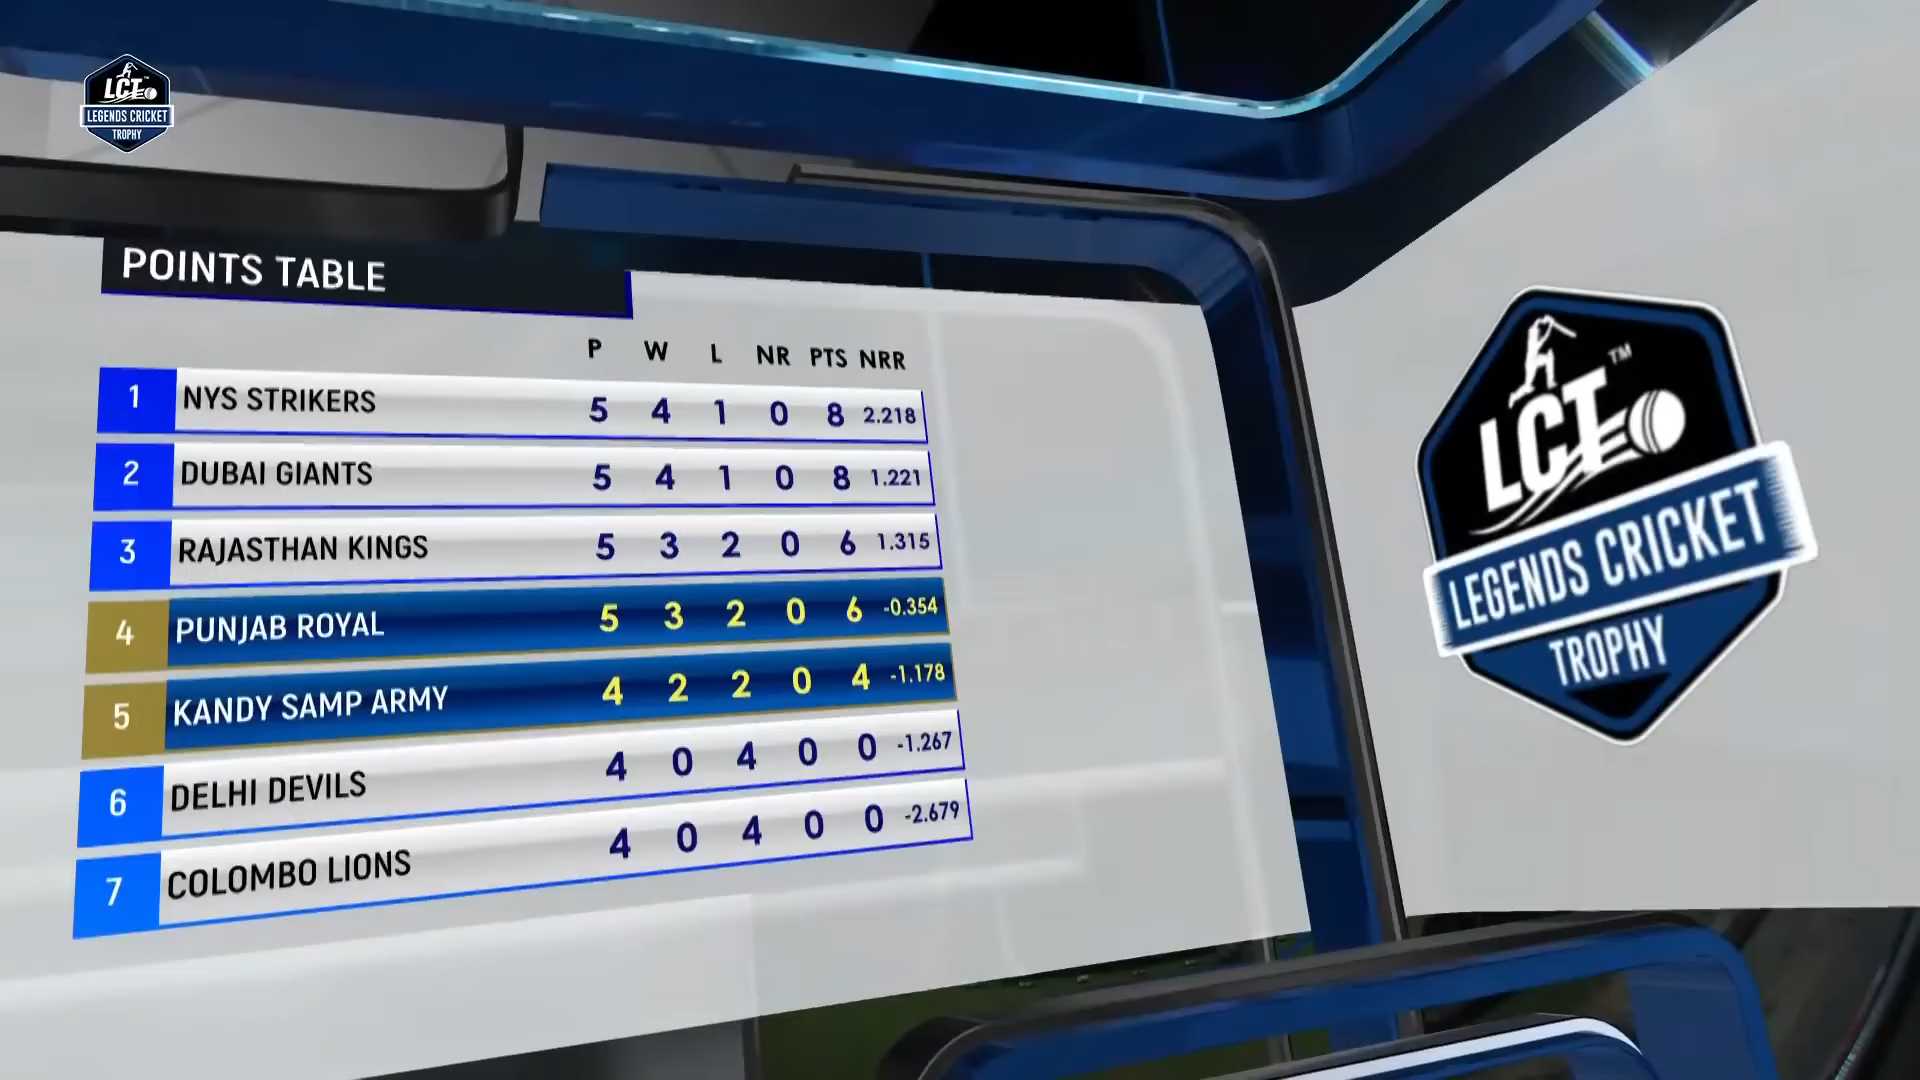 LCT™
LEGENDS CRICKET
TROPHY
POINTS TABLE
P W L NR PTS NRR
1 NYS STRIKERS 5 4 1 0 8 2.218
2 DUBAI GIANTS 5 4 1 0 8 1.221
3 RAJASTHAN KINGS 5 3 2 0 6 1.315
4 PUNJAB ROYAL 5 3 2 0 6 -0.354
5 KANDY SAMP ARMY 4 2 2 0 4 -1.178
6 DELHI DEVILS 4 0 4 0 0 -1.267
7 COLOMBO LIONS 4 0 4 0 0 -2.679
LCT™
LEGENDS CRICKET
TROPHY